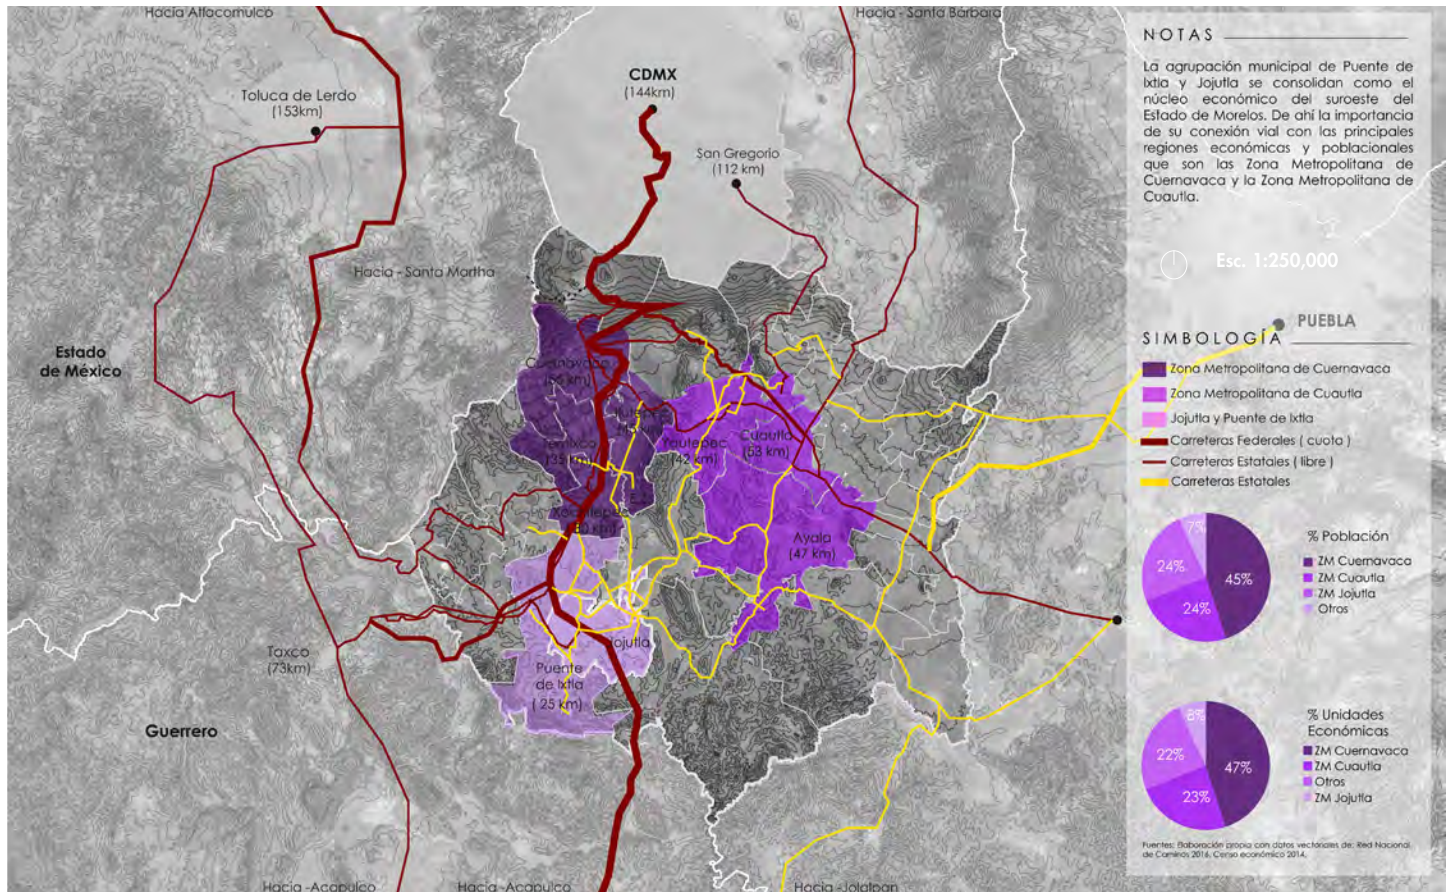 Hacia Atlacomulco
Hacia - Santa Bárbara
CDMX
(144km)
Toluca de Lerdo
(153km)
San Gregorio
(112 km)
Hacia - Santa Martha
Estado
de México
Cuernavaca
Temixco
(35 km)
Yautepec
(42 km)
Cuautla
(53 km)
Ayala
(47 km)
Taxco
(73km)
Jojutla
Puente
de Ixtla
( 25 km)
Guerrero
Hacia -Acapulco
Hacia -Acapulco
Hacia -Jolalpan
NOTAS
La agrupación municipal de Puente de
Ixtla y Jojutla se consolidan como el
núcleo económico del suroeste del
Estado de Morelos. De ahí la importancia
de su conexión vial con las principales
regiones económicas y poblacionales
que son las Zona Metropolitana de
Cuernavaca y la Zona Metropolitana de
Cuautla.
Esc. 1:250,000
PUEBLA
SIMBOLOGÍA
Zona Metropolitana de Cuernavaca
Zona Metropolitana de Cuautla
Jojutla y Puente de Ixtla
Carreteras Federales ( cuota )
Carreteras Estatales ( libre )
Carreteras Estatales
% Población
7%
24%
45%
24%
ZM Cuernavaca
ZM Cuautla
ZM Jojutla
Otros
% Unidades
Económicas
8%
22%
47%
23%
ZM Cuernavaca
ZM Cuautla
Otros
ZM Jojutla
Fuentes: Elaboración propia con datos vectoriales de: Red Nacional
de Caminos 2016, Censo económico 2014.